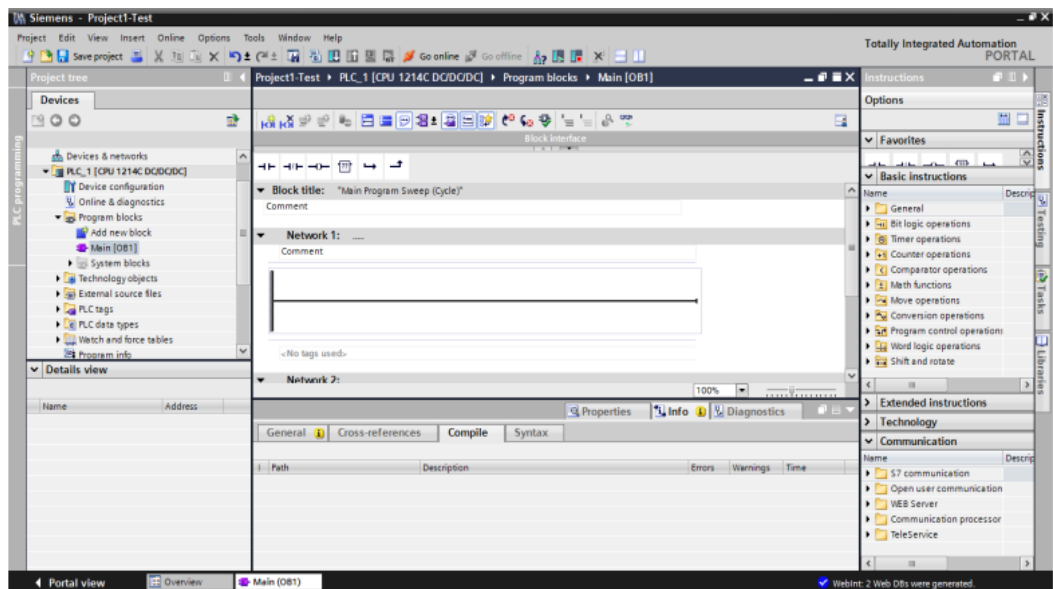 Siemens - Project1-Test
Project Edit View Insert Online Options Tools Window Help
Totally Integrated Automation
PORTAL
Save project Go online Go offline
Project tree
Project1-Test PLC_1 [CPU 1214C DC/DC/DC] Program blocks Main [OB1]
Instructions
Devices
Options
Block interface
PLC programming
Devices & networks
PLC_1 [CPU 1214C DC/DC/DC]
Device configuration
Online & diagnostics
Program blocks
Add new block
Main [OB1]
System blocks
Technology objects
External source files
PLC tags
PLC data types
Watch and force tables
Program info
Details view
Name Address
Block title: "Main Program Sweep (Cycle)"
Comment
Network 1: .....
Comment
<No tags used>
Network 2:
100%
Properties Info Diagnostics
General Cross-references Compile Syntax
! Path Description Errors Warnings Time
Favorites
Basic instructions
Name
General
Bit logic operations
Timer operations
Counter operations
Comparator operations
Math functions
Move operations
Conversion operations
Program control operations
Word logic operations
Shift and rotate
Extended instructions
Technology
Communication
Name
S7 communication
Open user communication
WEB Server
Communication processor
TeleService
Instructions
Testing
Tasks
Libraries
Portal view Overview Main (OB1)
WebInt: 2 Web DBs were generated.